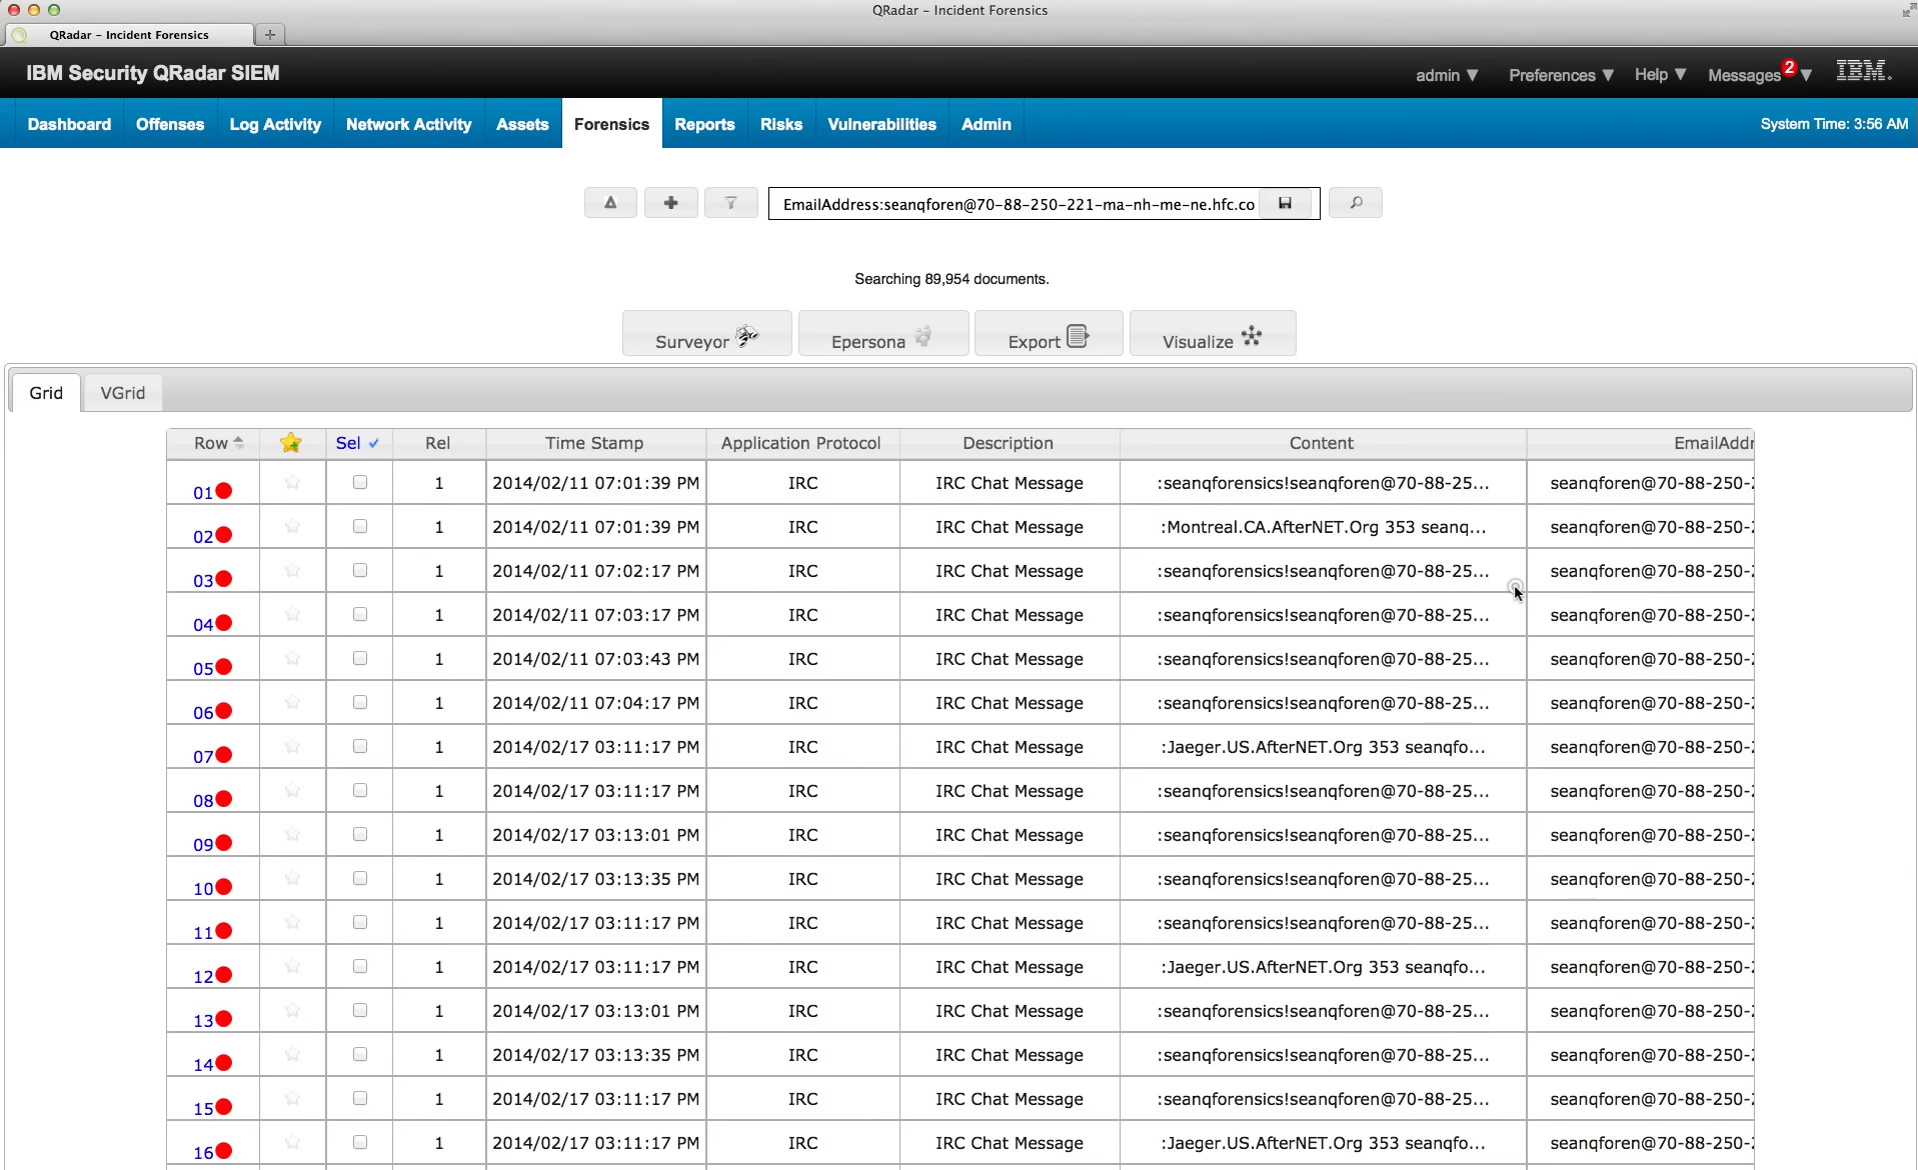 QRadar - Incident Forensics
QRadar - Incident Forensics
IBM Security QRadar SIEM
admin ▼ Preferences ▼ Help ▼ Messages 2 ▼ IBM
Dashboard Offenses Log Activity Network Activity Assets Forensics Reports Risks Vulnerabilities Admin System Time: 3:56 AM
EmailAddress:seanqforen@70-88-250-221-ma-nh-me-ne.hfc.co
Searching 89,954 documents.
Surveyor Epersona Export Visualize
Grid VGrid
Row Sel Rel Time Stamp Application Protocol Description Content EmailAddr
01 1 2014/02/11 07:01:39 PM IRC IRC Chat Message :seanqforensics!seanqforen@70-88-25... seanqforen@70-88-250-
02 1 2014/02/11 07:01:39 PM IRC IRC Chat Message :Montreal.CA.AfterNET.Org 353 seanq... seanqforen@70-88-250-
03 1 2014/02/11 07:02:17 PM IRC IRC Chat Message :seanqforensics!seanqforen@70-88-25... seanqforen@70-88-250-
04 1 2014/02/11 07:03:17 PM IRC IRC Chat Message :seanqforensics!seanqforen@70-88-25... seanqforen@70-88-250-
05 1 2014/02/11 07:03:43 PM IRC IRC Chat Message :seanqforensics!seanqforen@70-88-25... seanqforen@70-88-250-
06 1 2014/02/11 07:04:17 PM IRC IRC Chat Message :seanqforensics!seanqforen@70-88-25... seanqforen@70-88-250-
07 1 2014/02/17 03:11:17 PM IRC IRC Chat Message :Jaeger.US.AfterNET.Org 353 seanqfo... seanqforen@70-88-250-
08 1 2014/02/17 03:11:17 PM IRC IRC Chat Message :seanqforensics!seanqforen@70-88-25... seanqforen@70-88-250-
09 1 2014/02/17 03:13:01 PM IRC IRC Chat Message :seanqforensics!seanqforen@70-88-25... seanqforen@70-88-250-
10 1 2014/02/17 03:13:35 PM IRC IRC Chat Message :seanqforensics!seanqforen@70-88-25... seanqforen@70-88-250-
11 1 2014/02/17 03:11:17 PM IRC IRC Chat Message :seanqforensics!seanqforen@70-88-25... seanqforen@70-88-250-
12 1 2014/02/17 03:11:17 PM IRC IRC Chat Message :Jaeger.US.AfterNET.Org 353 seanqfo... seanqforen@70-88-250-
13 1 2014/02/17 03:13:01 PM IRC IRC Chat Message :seanqforensics!seanqforen@70-88-25... seanqforen@70-88-250-
14 1 2014/02/17 03:13:35 PM IRC IRC Chat Message :seanqforensics!seanqforen@70-88-25... seanqforen@70-88-250-
15 1 2014/02/17 03:11:17 PM IRC IRC Chat Message :seanqforensics!seanqforen@70-88-25... seanqforen@70-88-250-
16 1 2014/02/17 03:11:17 PM IRC IRC Chat Message :Jaeger.US.AfterNET.Org 353 seanqfo... seanqforen@70-88-250-